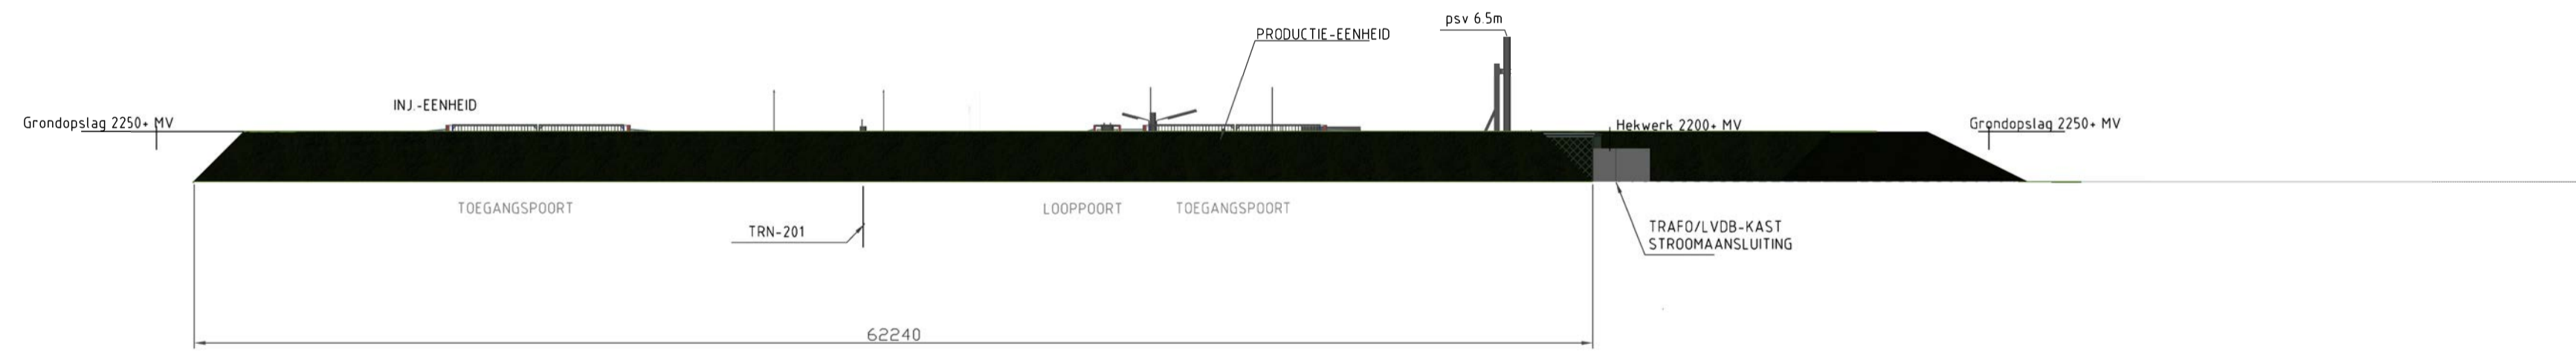 psv 6.5m
PRODUCTIE-EENHEID
INJ.-EENHEID
Grondopslag 2250+ MV
Hekwerk 2200+ MV
Grondopslag 2250+ MV
TOEGANGSPOORT
LOOPPOORT
TOEGANGSPOORT
TRN-201
TRAFO/LVDB-KAST
STROOMAANSLUITING
62240